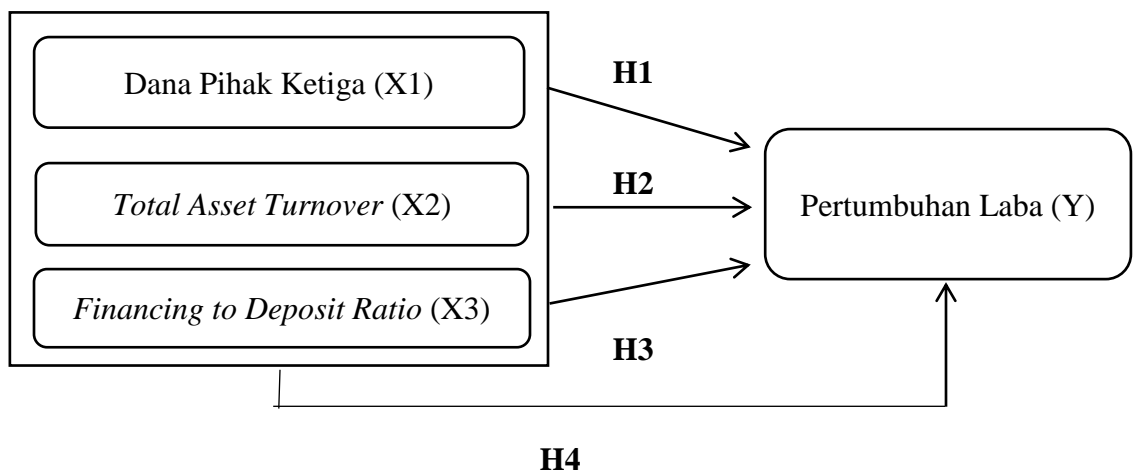 Dana Pihak Ketiga (X1)
H1
Total Asset Turnover (X2)
H2
Pertumbuhan Laba (Y)
Financing to Deposit Ratio (X3)
H3
H4